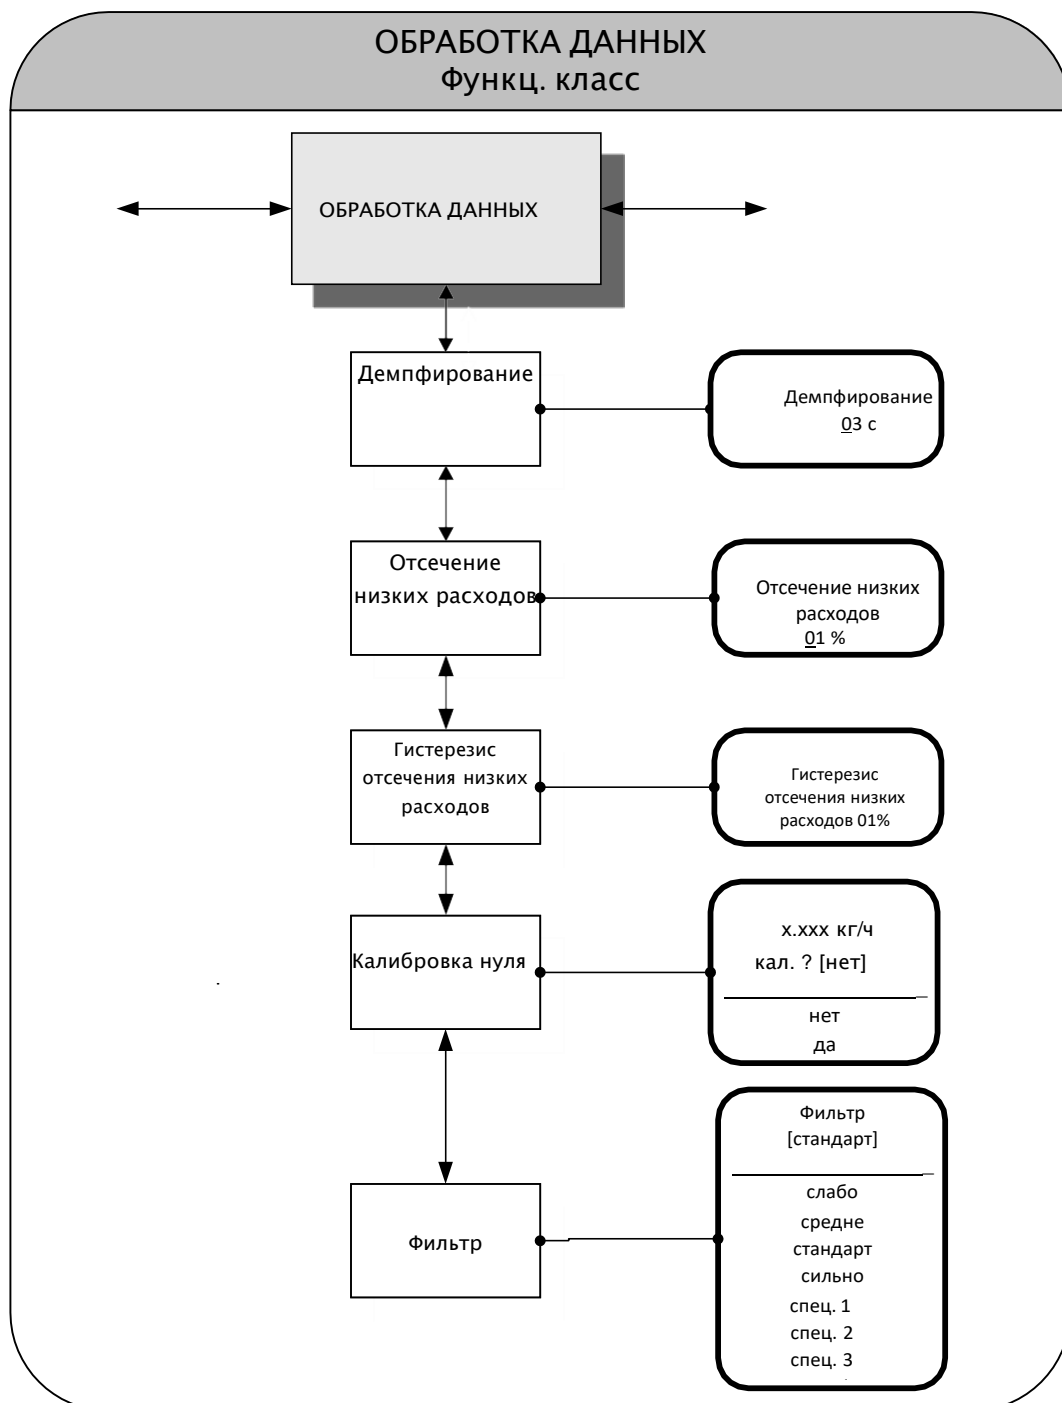 ОБРАБОТКА ДАННЫХ
Функц. класс
ОБРАБОТКА ДАННЫХ
Демпфирование
Демпфирование
03 с
Отсечение
низких расходов
Отсечение низких
расходов
01 %
Гистерезис
отсечения низких
расходов
Гистерезис
отсечения низких
расходов 01%
Калибровка нуля
х.ххх кг/ч
кал. ? [нет]
нет
да
Фильтр
Фильтр
[стандарт]
слабо
средне
стандарт
сильно
спец. 1
спец. 2
спец. 3